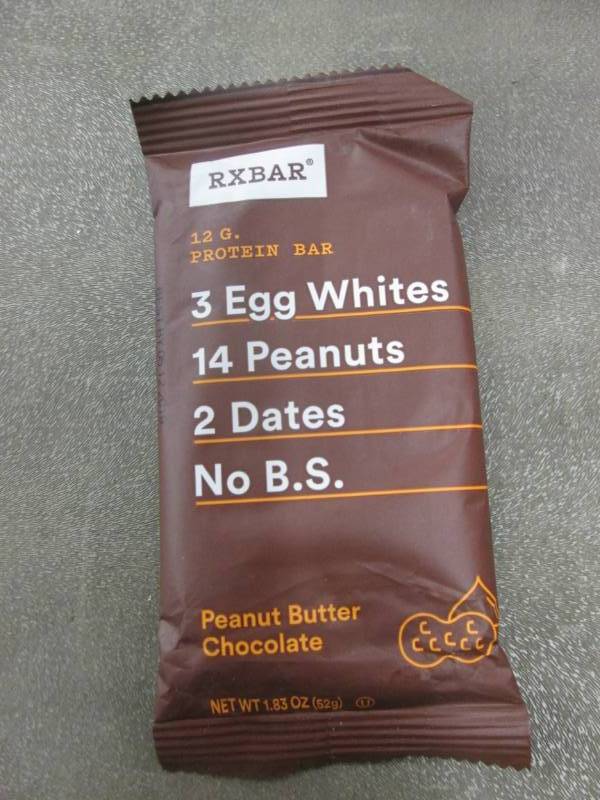 RXBAR®
12 G.
PROTEIN BAR
3 Egg Whites
14 Peanuts
2 Dates
No B.S.
Peanut Butter
Chocolate
NET WT 1.83 OZ (52g)